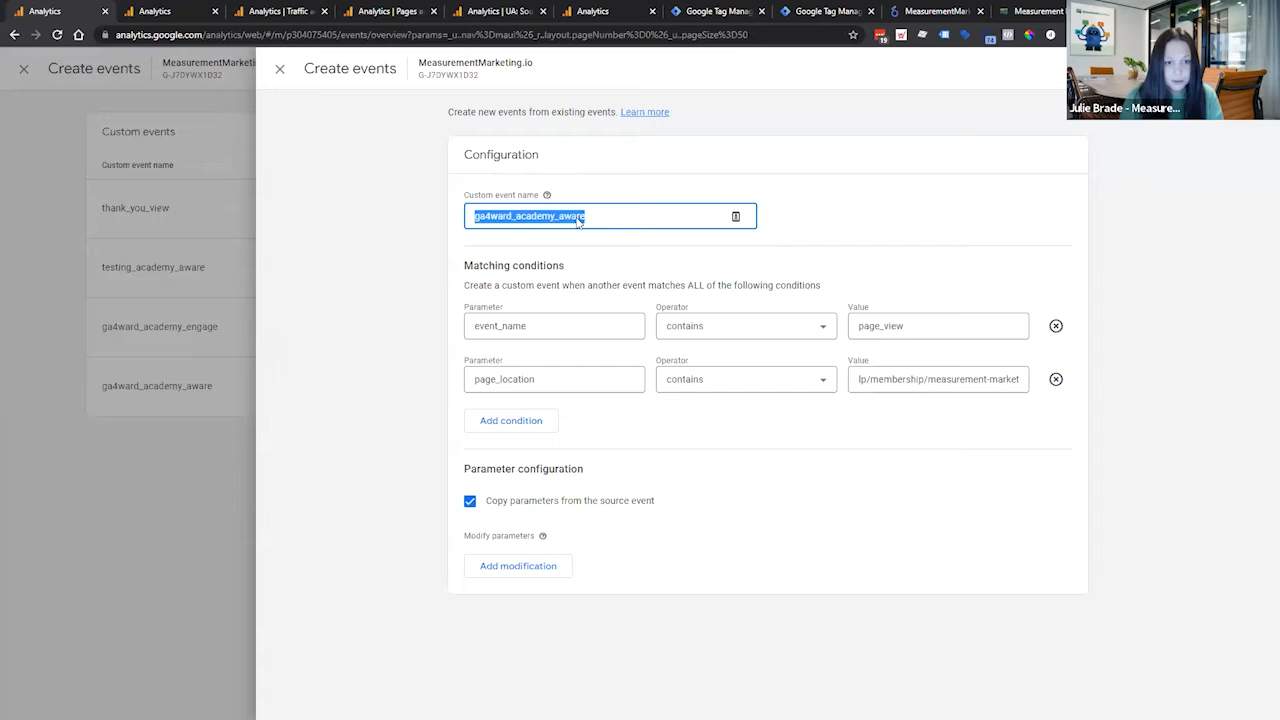 Analytics
Analytics
Analytics | Traffic a
Analytics
Analytics | UA: So
Analytics
Google Tag Mana
Google Tag Mana
MeasurementMark
Measurement
analytics.google.com/analytics/web/#/m/p304012405/events/overview?params=_u..nav%3Dmaui%26_r..layout.pageNumber%3D0%26_u..pageSize%3D50
Create events
MeasurementMarketi
G-J7DYWX1D32
Create events
MeasurementMarketing.io
G-J7DYWX1D32
Julie Brade - Measure...
Create new events from existing events. Learn more
Custom events
Custom event name
thank_you_view
testing_academy_aware
ga4ward_academy_engage
ga4ward_academy_aware
Configuration
Custom event name
ga4ward_academy_aware
Matching conditions
Create a custom event when another event matches ALL of the following conditions
Parameter Operator Value
event_name contains page_view
Parameter Operator Value
page_location contains lp/membership/measurement-market
Add condition
Parameter configuration
Copy parameters from the source event
Modify parameters
Add modification